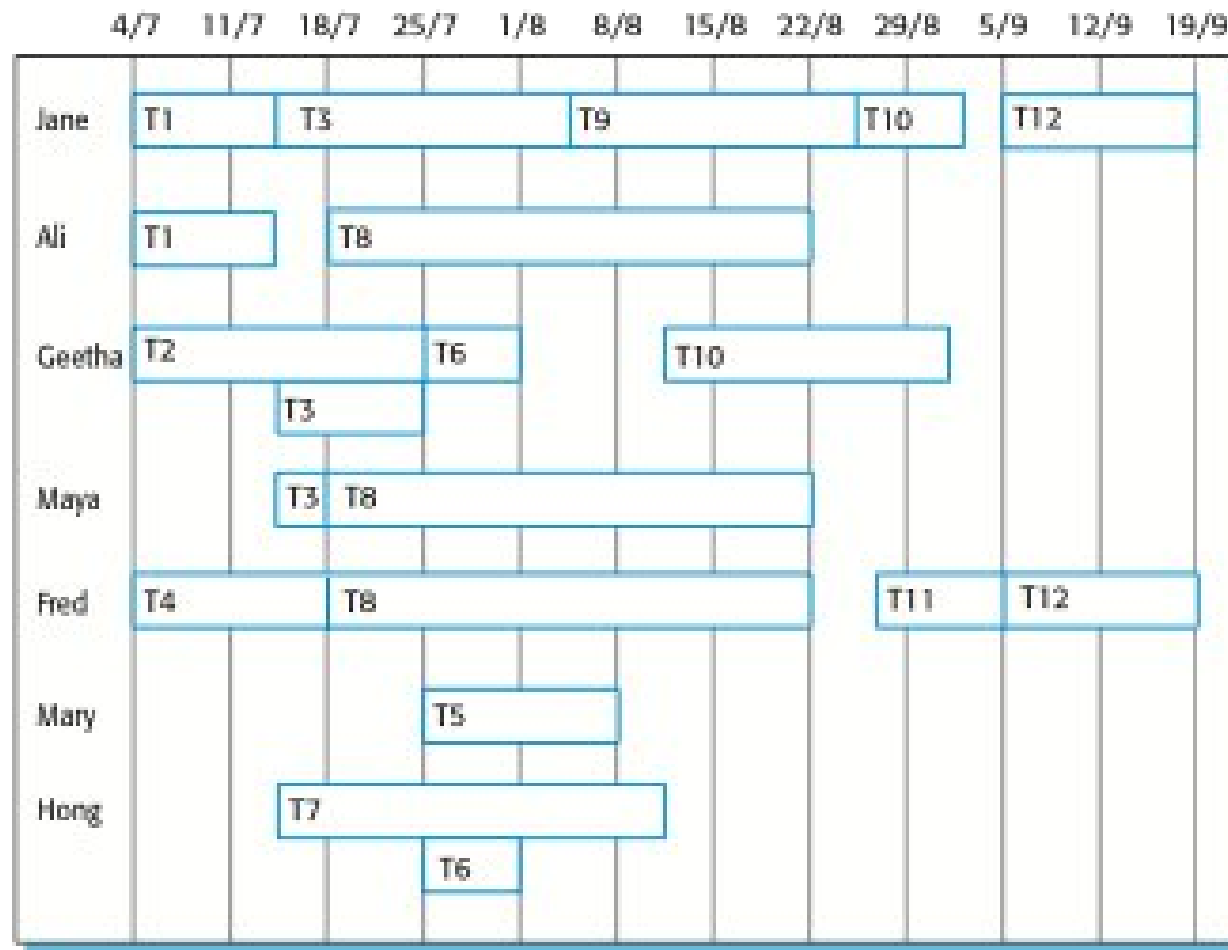 4/7 11/7 18/7 25/7 1/8 8/8 15/8 22/8 29/8 5/9 12/9 19/9
Jane T1 T3 T9 T10 T12
Ali T1 T8
Geetha T2 T6 T10
T3
Maya T3 T8
Fred T4 T8 T11 T12
Mary T5
Hong T7
T6